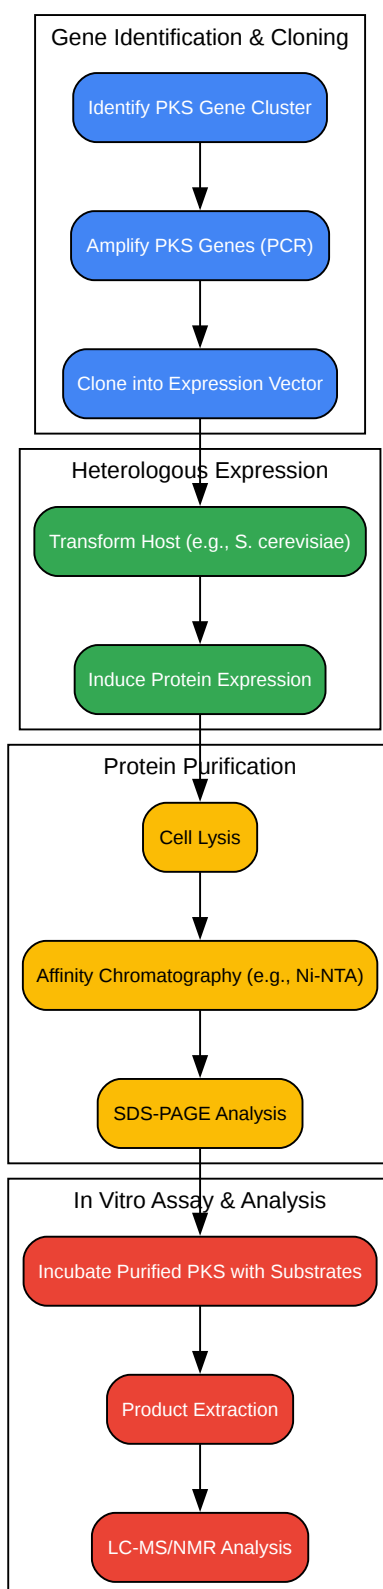 Gene Identification & Cloning
Identify PKS Gene Cluster
Amplify PKS Genes (PCR)
Clone into Expression Vector
Heterologous Expression
Transform Host (e.g., S. cerevisiae)
Induce Protein Expression
Protein Purification
Cell Lysis
Affinity Chromatography (e.g., Ni-NTA)
SDS-PAGE Analysis
In Vitro Assay & Analysis
Incubate Purified PKS with Substrates
Product Extraction
LC-MS/NMR Analysis